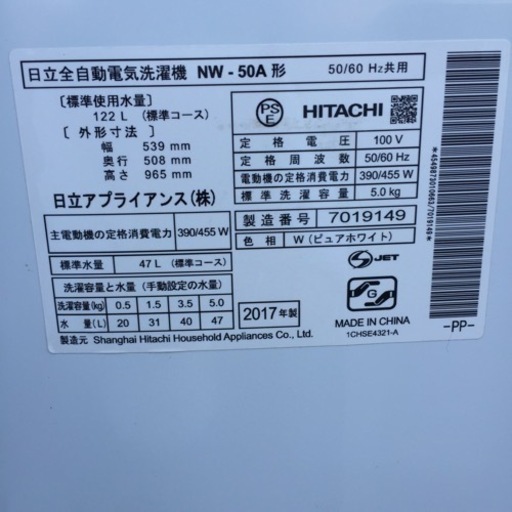 日立全自動電気洗濯機 NW-50A 形 50/60 Hz共用
〔標準使用水量〕
122 L (標準コース)
〔 外 形 寸 法 〕
幅 539 mm
奥行 508 mm
高さ 965 mm
日立アプライアンス(株)
PS
E
HITACHI
定格電圧 100 V
定格周波数 50/60 Hz
電動機の定格消費電力 390/455 W
標準洗濯容量 5.0 kg
主電動機の定格消費電力 390/455 W
製造番号 7019149
色相 W (ピュアホワイト)
標準水量 47 L (標準コース)
洗濯容量と水量 (手動設定の水量)
洗濯容量(kg) 0.5 1.5 3.5 5.0
水 量(L) 20 31 40 47
2017年製
JET
G
MADE IN CHINA
1CHSE4321-A
製造元 Shanghai Hitachi Household Appliances Co., Ltd.
*4549873010663/7019149*
-PP-